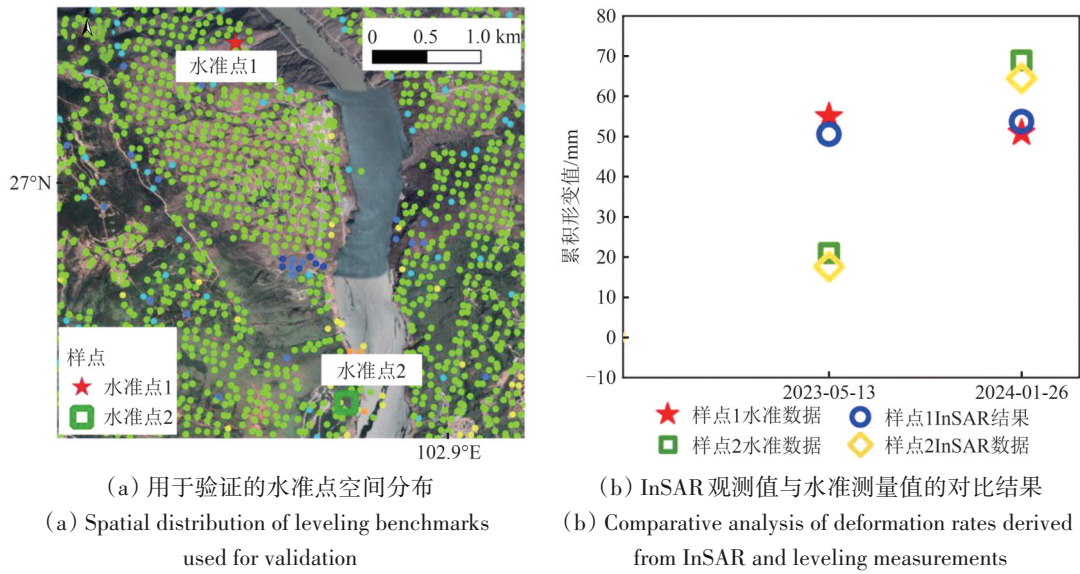 0 0.5 1.0 km
水准点1
27°N
样点
水准点1
水准点2
水准点2
102.9°E
累积形变值/mm
80
70
60
50
40
30
20
10
0
−10
2023-05-13 2024-01-26
样点1水准数据 样点1InSAR结果
样点2水准数据 样点2InSAR数据
(a) 用于验证的水准点空间分布
(a) Spatial distribution of leveling benchmarks
used for validation
(b) InSAR观测值与水准测量值的对比结果
(b) Comparative analysis of deformation rates derived
from InSAR and leveling measurements